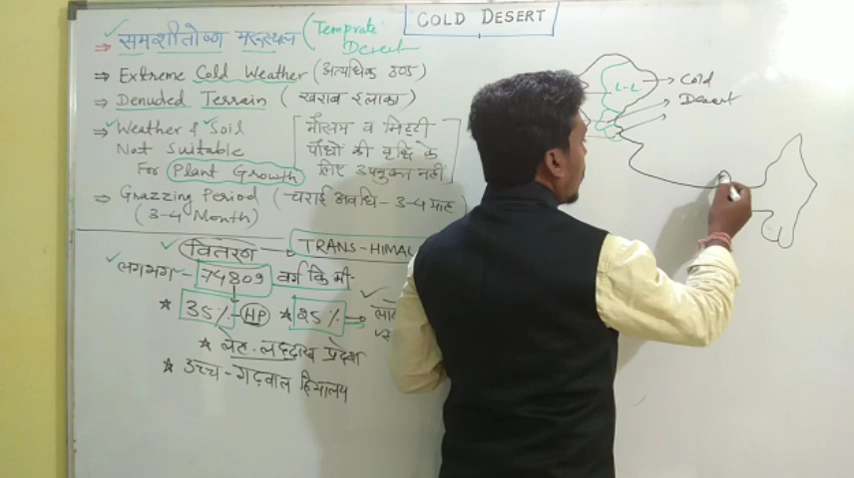 COLD DESERT
⇒ समशीतोष्ण मरूस्थल (Temprate Desert
⇒ Extreme Cold Weather (अत्यधिक ठण्ड)
⇒ Denuded Terrain (खराब इलाका)
⇒ Weather & Soil
Not Suitable
For Plant Growth
[मौसम व मिट्टी
पौधों की वृद्धि के
लिए उपयुक्त नहीं]
⇒ Grazzing Period (चराई अवधि - 3-4 माह)
(3-4 Month)
वितरण → TRANS-HIMAL
लगभग - 74809 वर्ग कि मी.
* 35% - HP * 25% →
* लेह - लद्दाख प्रदेश
* उच्च - गढ़वाल हिमालय
L-L.
Cold
Desert